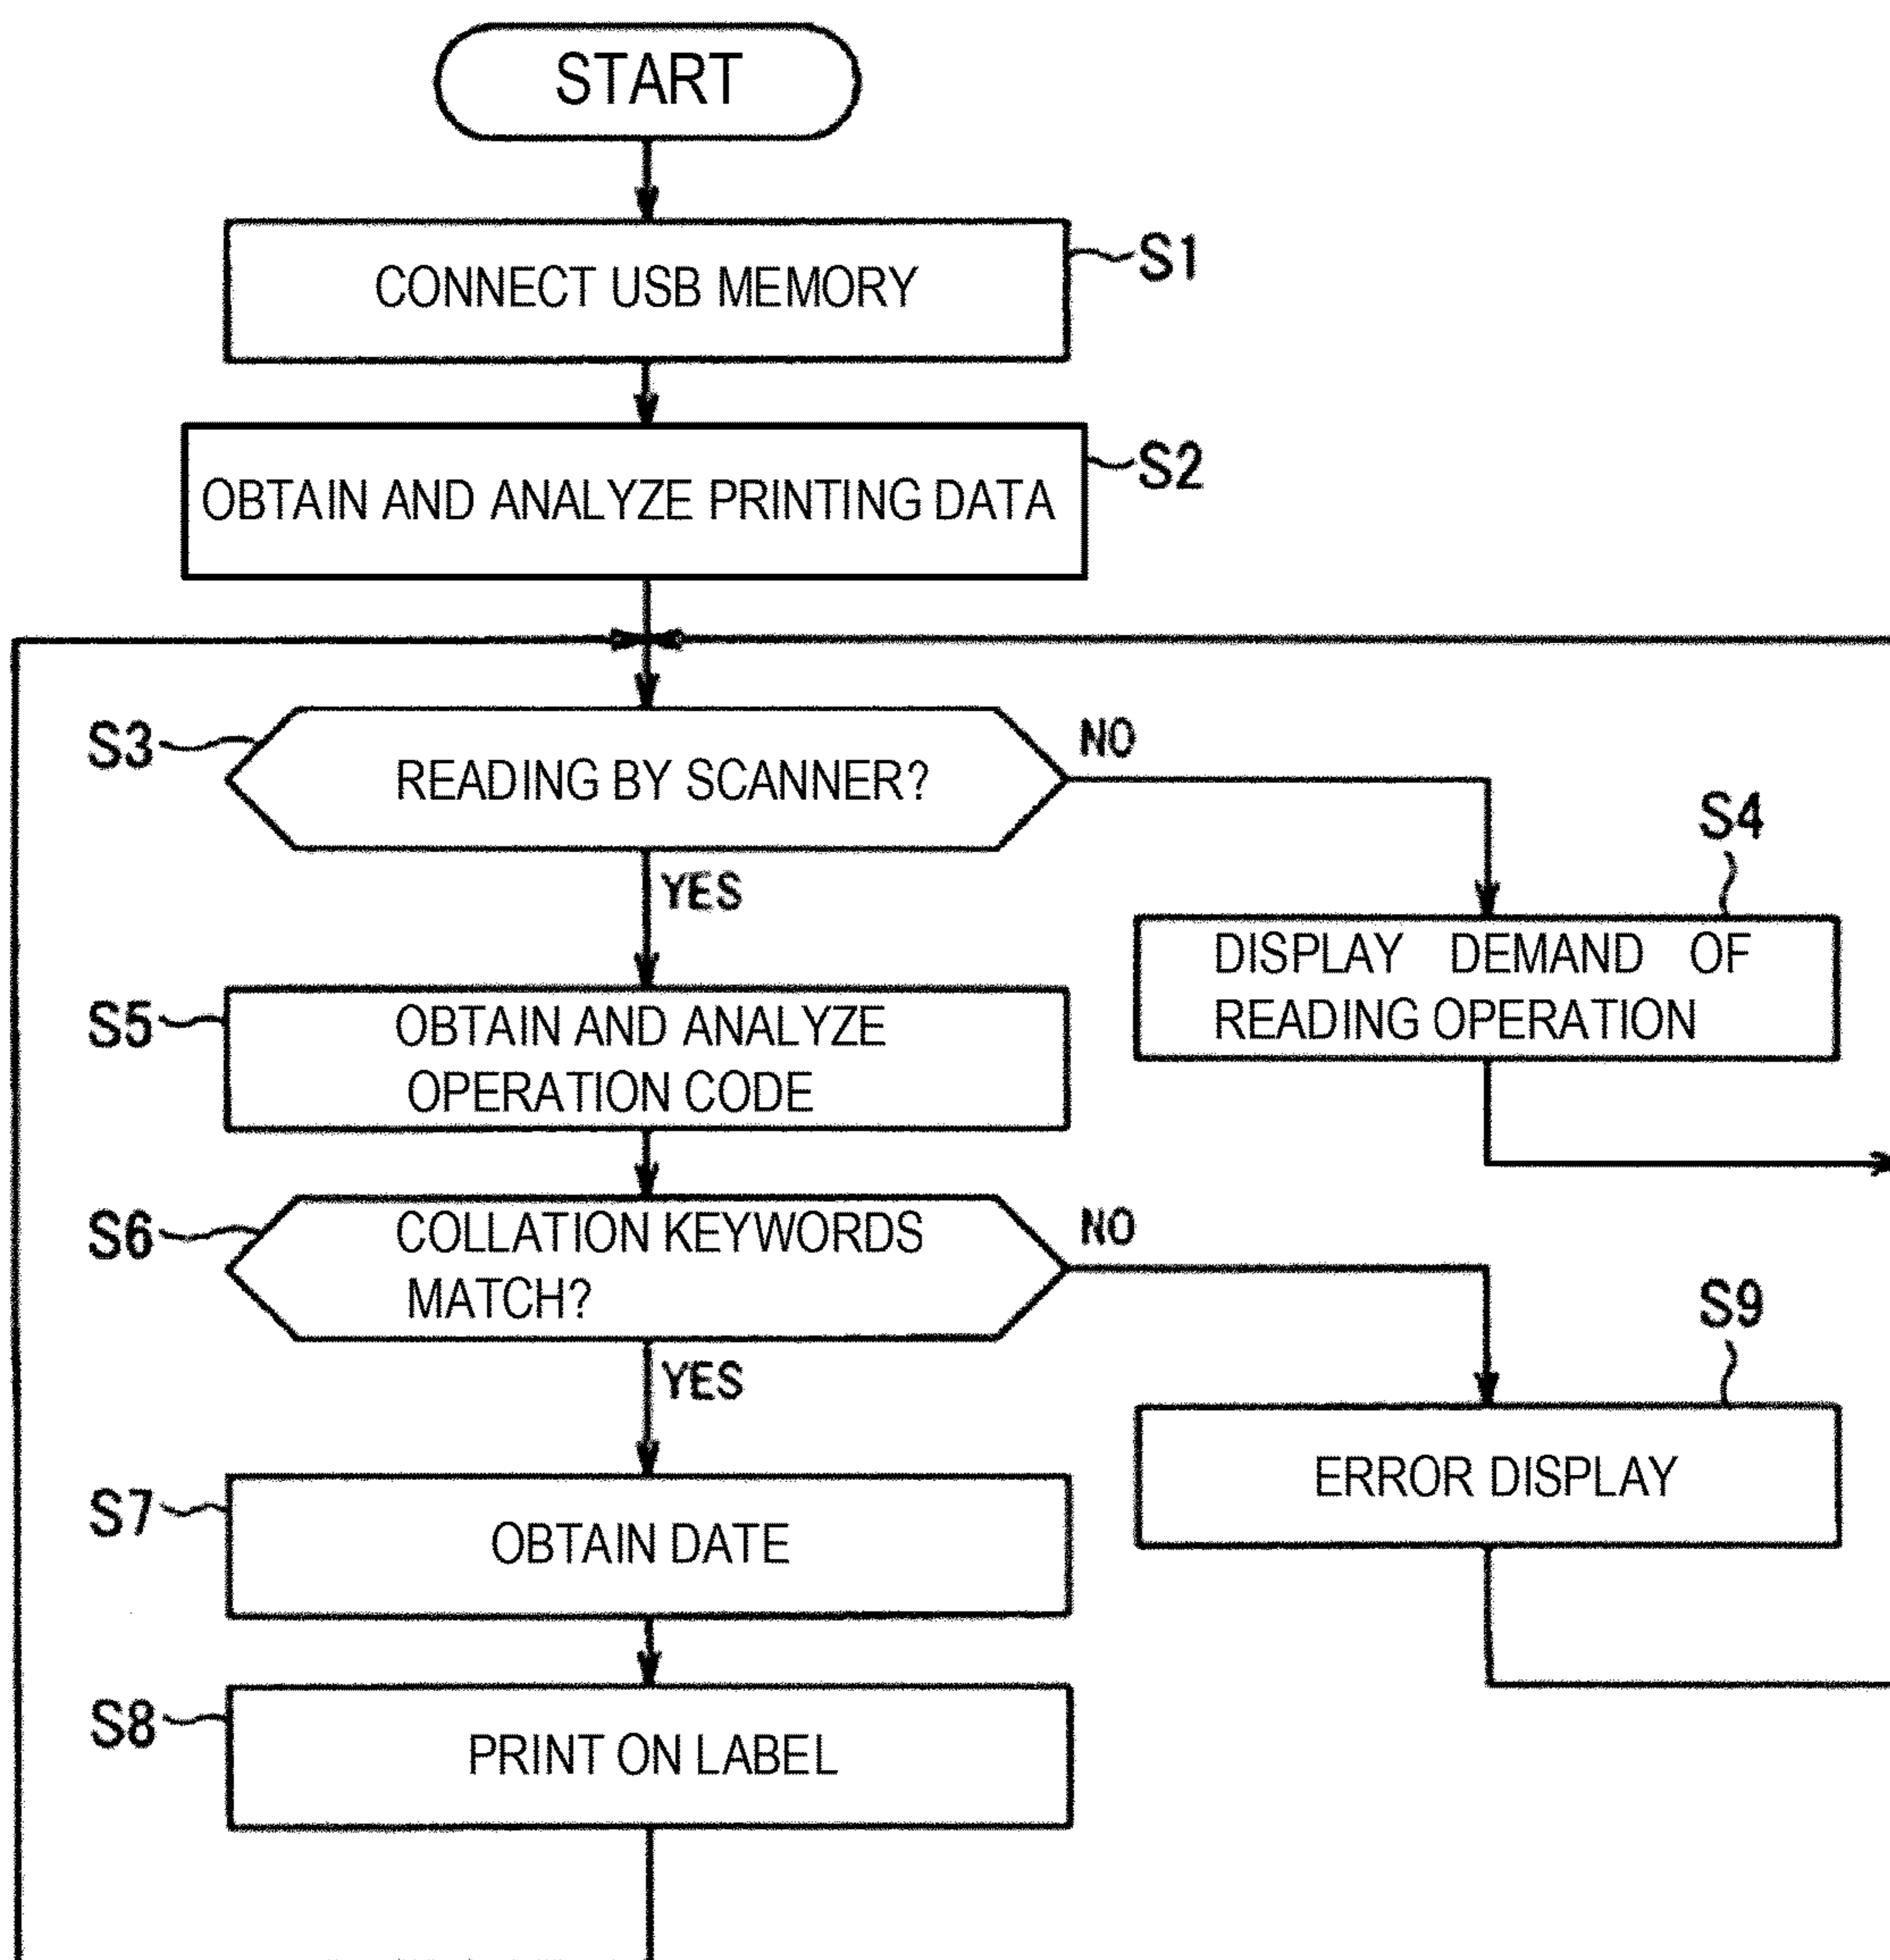 START
CONNECT USB MEMORY
S1
OBTAIN AND ANALYZE PRINTING DATA
S2
S3
READING BY SCANNER?
NO
YES
S4
DISPLAY DEMAND OF
READING OPERATION
S5
OBTAIN AND ANALYZE
OPERATION CODE
S6
COLLATION KEYWORDS
MATCH?
NO
YES
S9
ERROR DISPLAY
S7
OBTAIN DATE
S8
PRINT ON LABEL